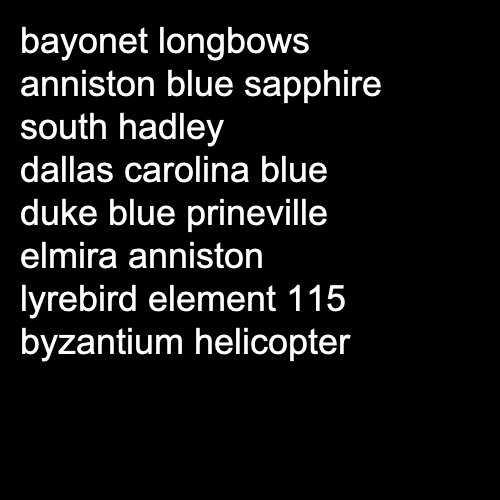 bayonet longbows
anniston blue sapphire
south hadley
dallas carolina blue
duke blue prineville
elmira anniston
lyrebird element 115
byzantium helicopter